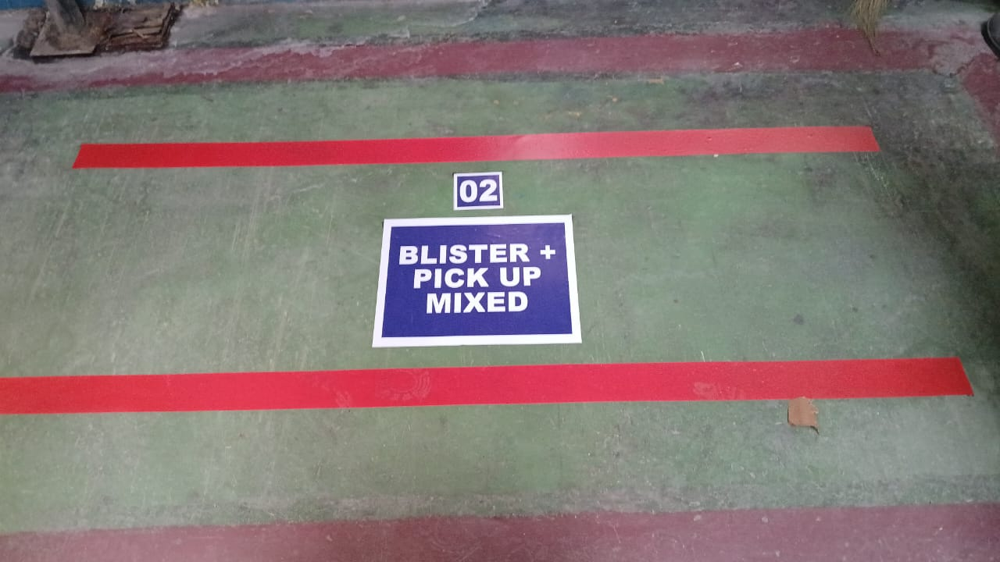 02
BLISTER +
PICK UP
MIXED